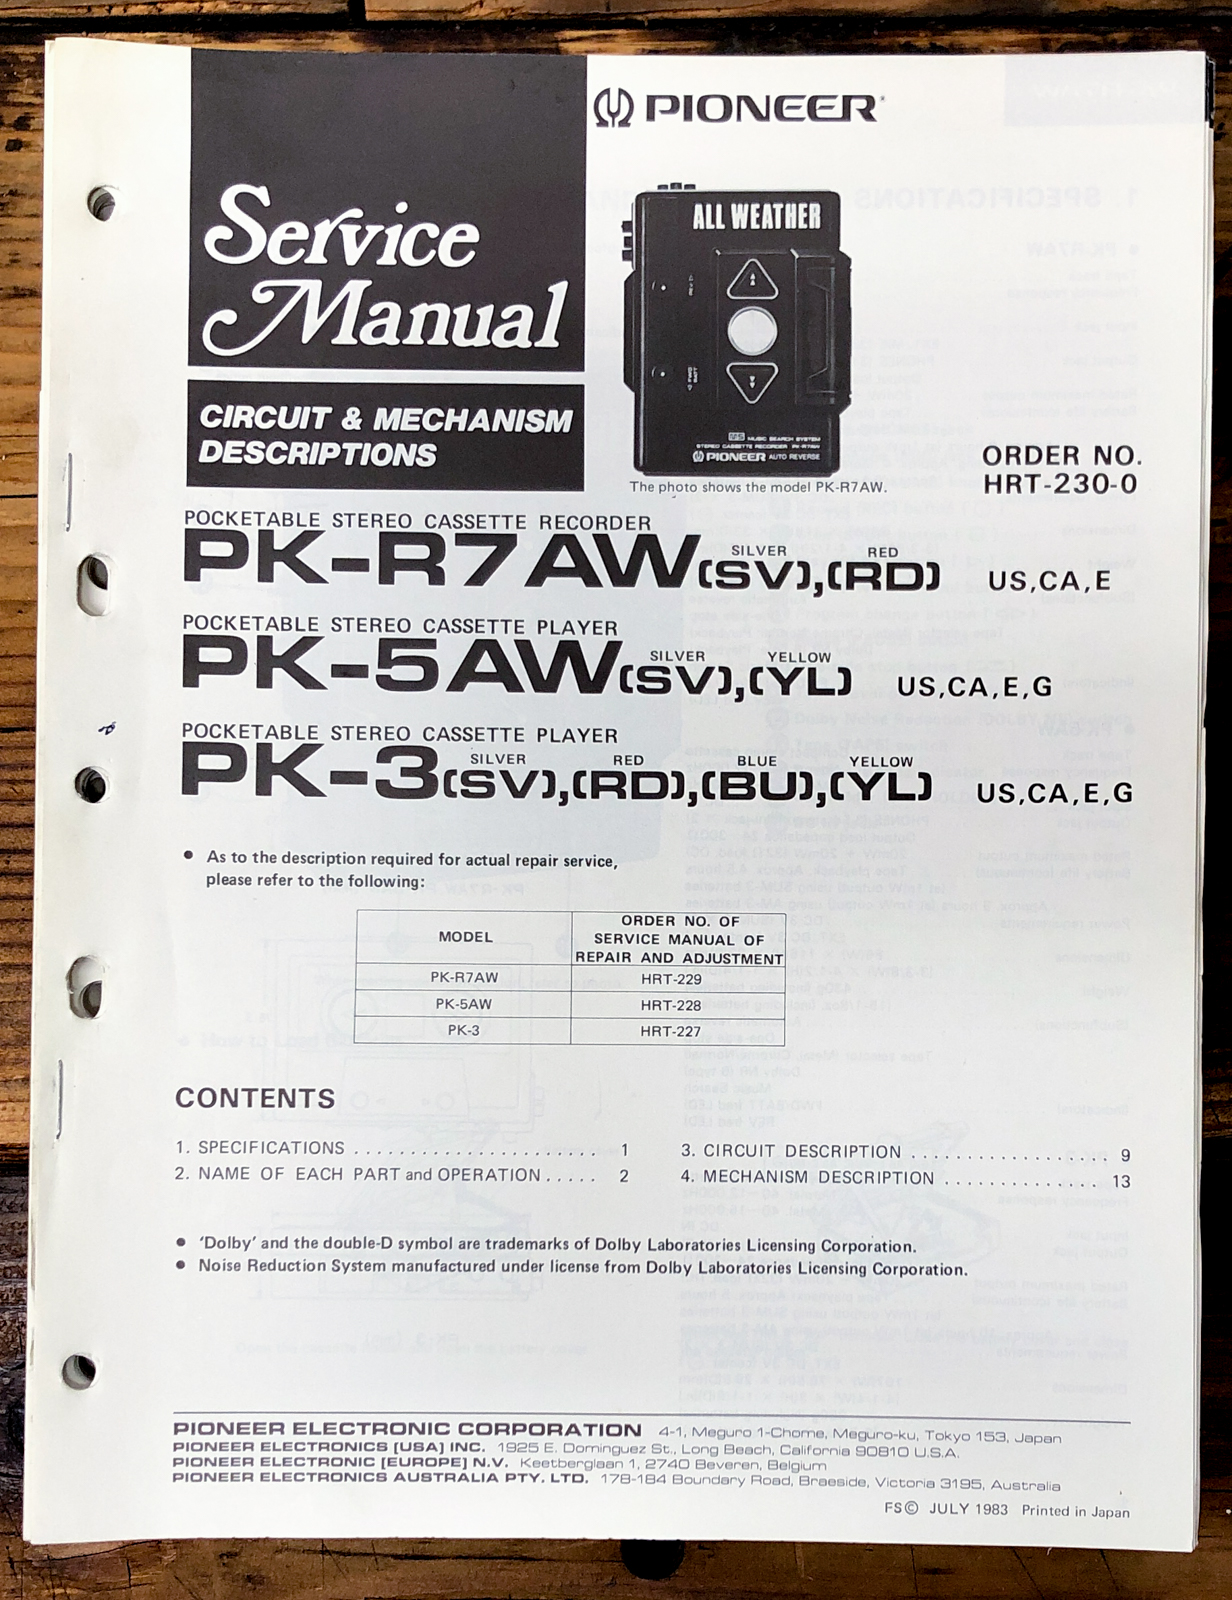 PIONEER
Service
Manual
CIRCUIT & MECHANISM
DESCRIPTIONS
ALL WEATHER
MS MUSIC SEARCH SYSTEM
STEREO CASSETTE RECORDER PK-R7AW
PIONEER AUTO REVERSE
The photo shows the model PK-R7AW.
ORDER NO.
HRT-230-0
POCKETABLE STEREO CASSETTE RECORDER
SILVER RED
PK-R7AW(SV),(RD) US,CA,E
POCKETABLE STEREO CASSETTE PLAYER
SILVER YELLOW
PK-5AW(SV),(YL) US,CA,E,G
POCKETABLE STEREO CASSETTE PLAYER
SILVER RED BLUE YELLOW
PK-3(SV),(RD),(BU),(YL) US,CA,E,G
● As to the description required for actual repair service,
please refer to the following:
MODEL
ORDER NO. OF
SERVICE MANUAL OF
REPAIR AND ADJUSTMENT
PK-R7AW HRT-229
PK-5AW HRT-228
PK-3 HRT-227
CONTENTS
1. SPECIFICATIONS . . . . . . . . . . . . . . . . . . . . . . . 1
2. NAME OF EACH PART and OPERATION . . . . . 2
3. CIRCUIT DESCRIPTION . . . . . . . . . . . . . . . . . . 9
4. MECHANISM DESCRIPTION . . . . . . . . . . . . . . 13
● 'Dolby' and the double-D symbol are trademarks of Dolby Laboratories Licensing Corporation.
● Noise Reduction System manufactured under license from Dolby Laboratories Licensing Corporation.
PIONEER ELECTRONIC CORPORATION 4-1, Meguro 1-Chome, Meguro-ku, Tokyo 153, Japan
PIONEER ELECTRONICS [USA] INC. 1925 E. Dominguez St., Long Beach, California 90810 U.S.A.
PIONEER ELECTRONIC [EUROPE] N.V. Keetberglaan 1, 2740 Beveren, Belgium
PIONEER ELECTRONICS AUSTRALIA PTY. LTD. 178-184 Boundary Road, Braeside, Victoria 3195, Australia
FS© JULY 1983 Printed in Japan